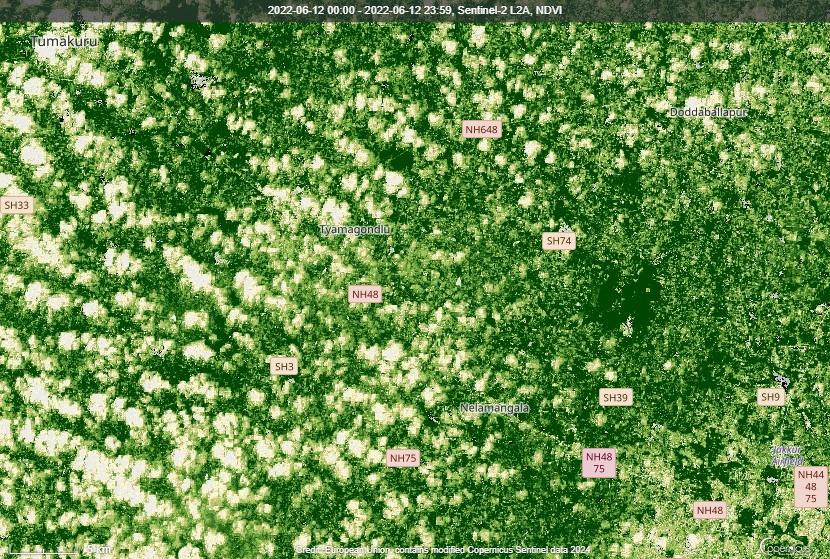 2022-06-12 00:00 - 2022-06-12 23:59, Sentinel-2 L2A, NDVI
Tumakuru
Doddaballapur
NH648
SH33
Tyamagondlu
SH74
NH48
SH3
SH39
SH9
Nelamangala
NH75
NH48
75
Jakkur
Airfield
NH44
48
75
NH48
5 km
Credit: European Union, contains modified Copernicus Sentinel data 2024
opernicus